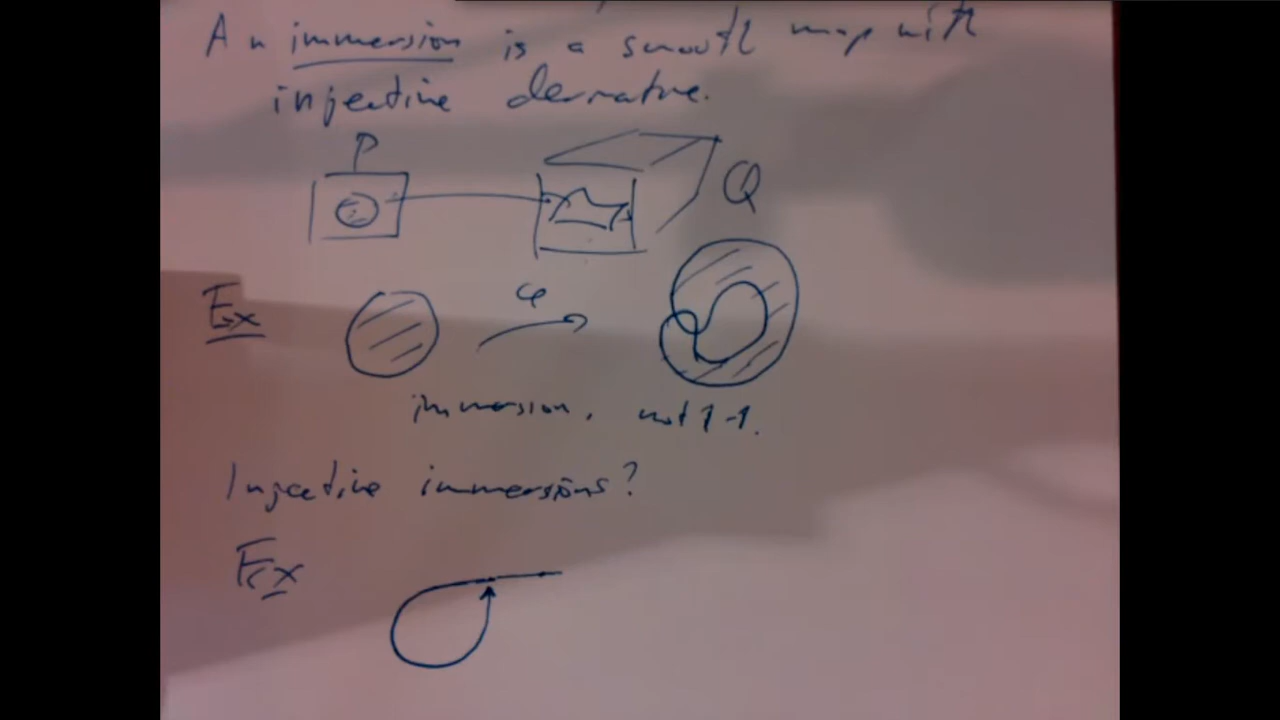 An immersion is a smooth map with
injective derivative.
P
Q
Ex
φ
immersion, not 1-1.
Injective immersions?
Ex